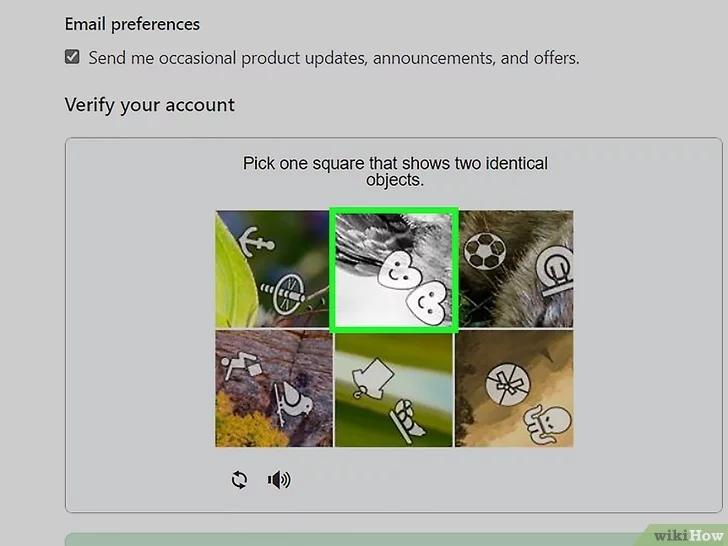 Email preferences
Send me occasional product updates, announcements, and offers.
Verify your account
Pick one square that shows two identical
objects.
wikiHow